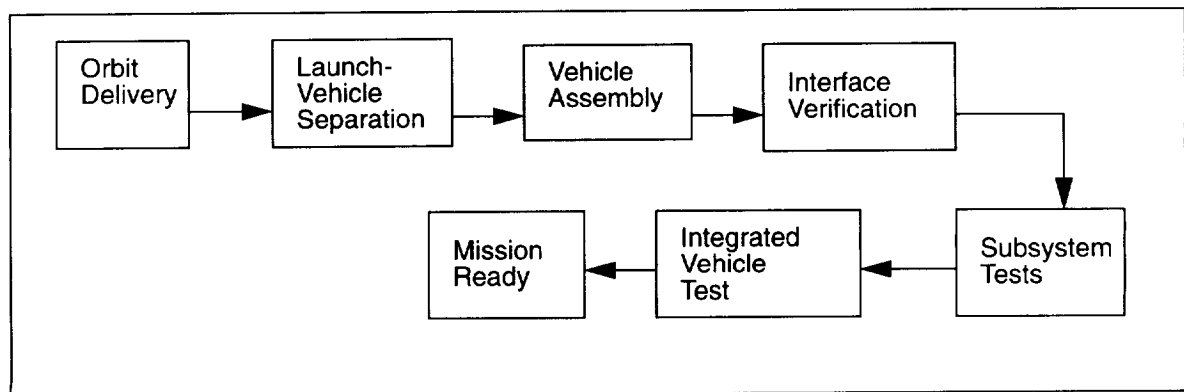 Orbit
Delivery
Launch-
Vehicle
Separation
Vehicle
Assembly
Interface
Verification
Subsystem
Tests
Integrated
Vehicle
Test
Mission
Ready